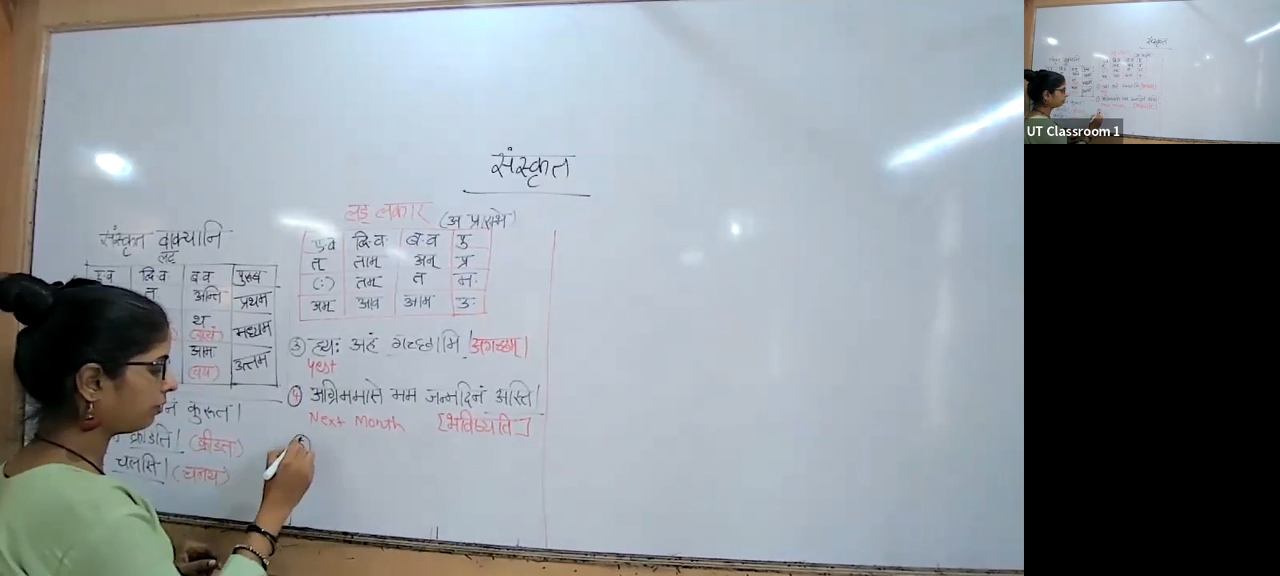 संस्कृत
संस्कृत वाक्यानि
लट्
ए.व द्वि.व ब.व पुरुष
त अन्ति प्रथम
थ मध्यम
(यूयं)
आम उत्तम
(वयं)
कुरूत।
क्रीडति। (क्रीडतः)
चलसि। (चलथ)
लङ् लकार (अ प्रारम्भे)
ए.व द्वि.व ब.व पु
त् ताम् अन् प्र
(ः) तम् त मः
अम् आव आम उः
③ ह्यः अहं गच्छामि। अगच्छम्।
yest
④ अग्रिममासे मम जन्मदिनं अस्ति।
Next Month [भविष्यति]
UT Classroom 1